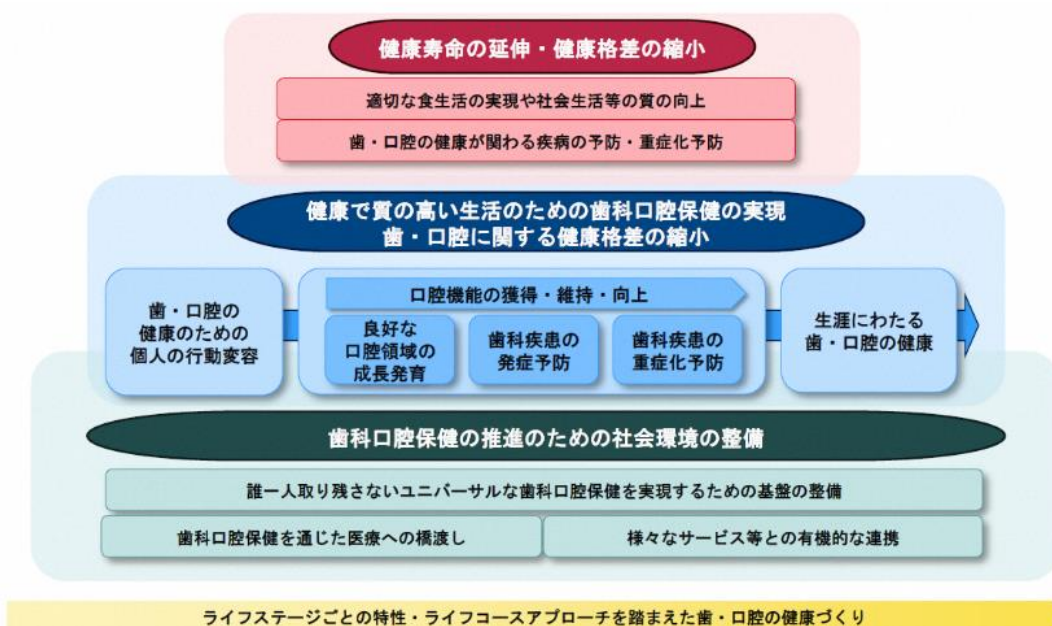 健康寿命の延伸・健康格差の縮小
適切な食生活の実現や社会生活等の質の向上
歯・口腔の健康が関わる疾病の予防・重症化予防
健康で質の高い生活のための歯科口腔保健の実現
歯・口腔に関する健康格差の縮小
歯・口腔の
健康のための
個人の行動変容
口腔機能の獲得・維持・向上
良好な
口腔領域の
成長発育
歯科疾患の
発症予防
歯科疾患の
重症化予防
生涯にわたる
歯・口腔の健康
歯科口腔保健の推進のための社会環境の整備
誰一人取り残さないユニバーサルな歯科口腔保健を実現するための基盤の整備
歯科口腔保健を通じた医療への橋渡し
様々なサービス等との有機的な連携
ライフステージごとの特性・ライフコースアプローチを踏まえた歯・口腔の健康づくり